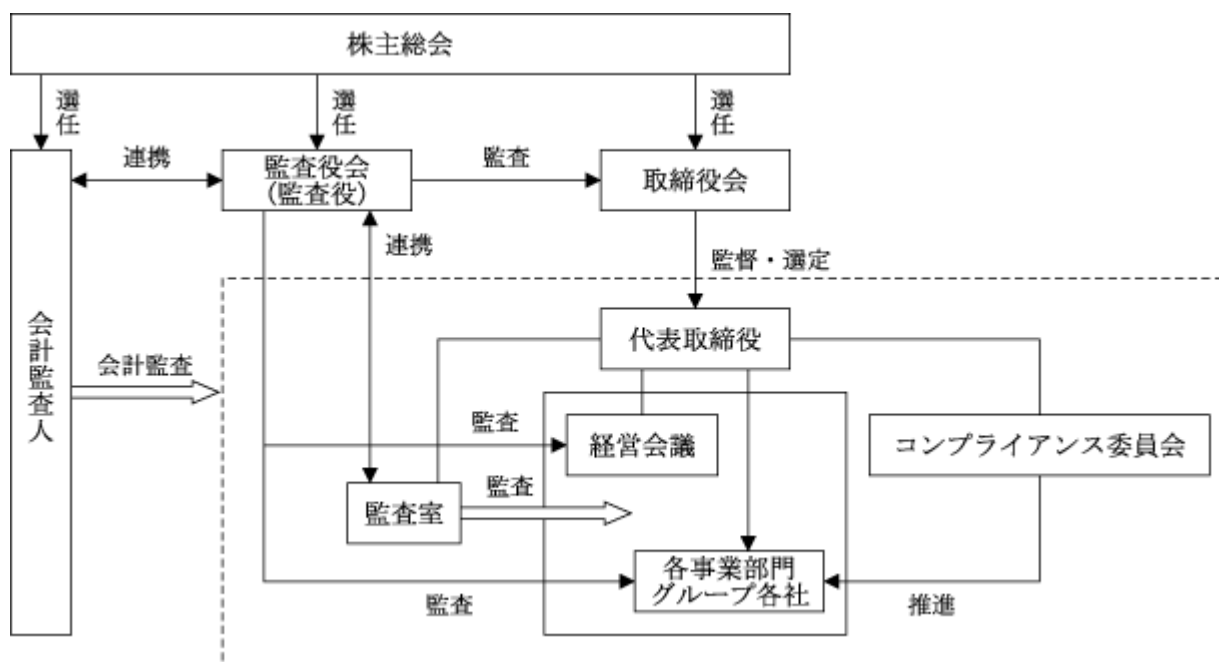 株主総会
選任
選任
選任
連携
監査役会
(監査役)
監査
取締役会
連携
監督・選定
会計監査人
会計監査
代表取締役
監査
経営会議
コンプライアンス委員会
監査室
監査
各事業部門
グループ各社
監査
推進